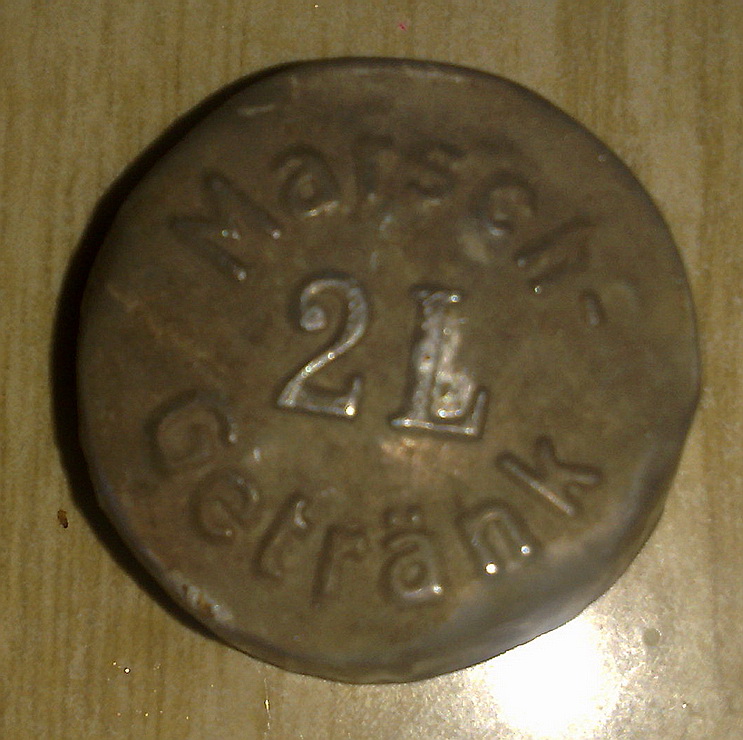 Marsch-
2L
Getränk